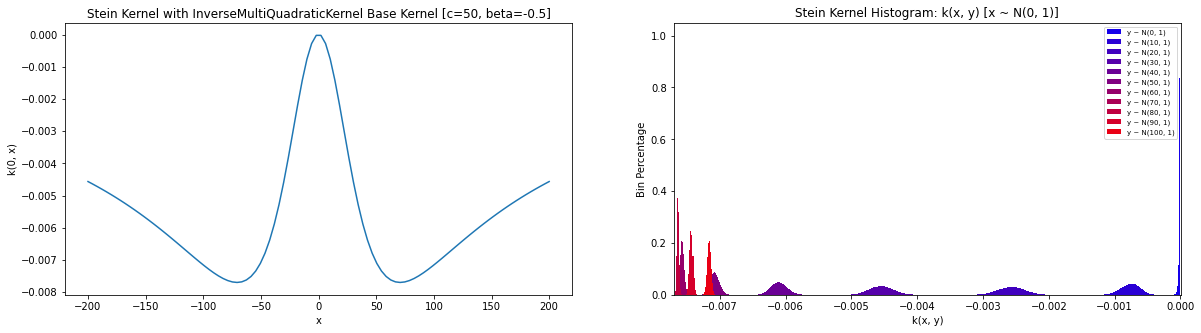 Stein Kernel with InverseMultiQuadraticKernel Base Kernel [c=50, beta=-0.5]
0.000
−0.001
−0.002
−0.003
−0.004
−0.005
−0.006
−0.007
−0.008
k(0, x)
−200
−150
−100
−50
0
50
100
150
200
x
Stein Kernel Histogram: k(x, y) [x ~ N(0, 1)]
1.0
0.8
0.6
0.4
0.2
0.0
Bin Percentage
y ~ N(0, 1)
y ~ N(10, 1)
y ~ N(20, 1)
y ~ N(30, 1)
y ~ N(40, 1)
y ~ N(50, 1)
y ~ N(60, 1)
y ~ N(70, 1)
y ~ N(80, 1)
y ~ N(90, 1)
y ~ N(100, 1)
−0.007
−0.006
−0.005
−0.004
−0.003
−0.002
−0.001
0.000
k(x, y)